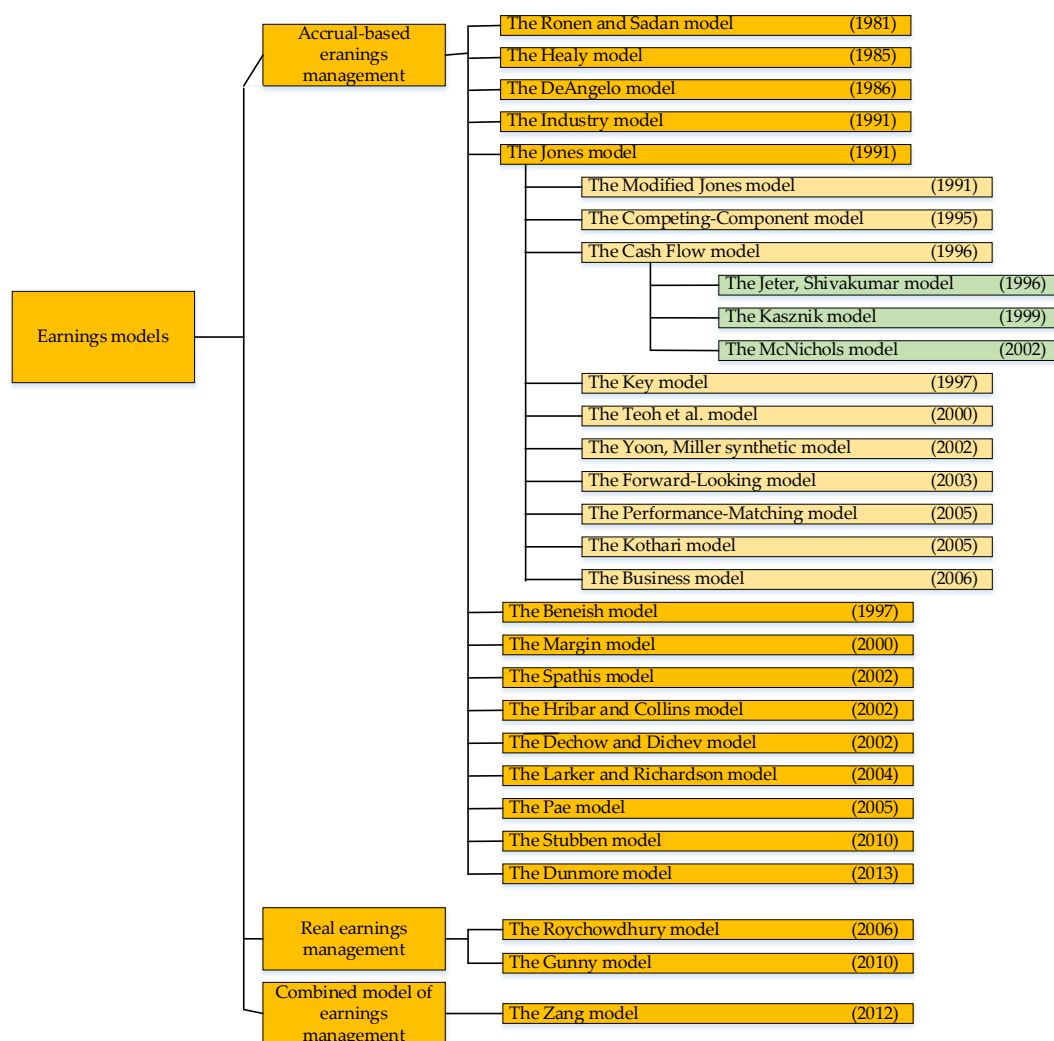 Earnings models
Accrual-based
eranings
management
The Ronen and Sadan model (1981)
The Healy model (1985)
The DeAngelo model (1986)
The Industry model (1991)
The Jones model (1991)
The Modified Jones model (1991)
The Competing-Component model (1995)
The Cash Flow model (1996)
The Jeter, Shivakumar model (1996)
The Kasznik model (1999)
The McNichols model (2002)
The Key model (1997)
The Teoh et al. model (2000)
The Yoon, Miller synthetic model (2002)
The Forward-Looking model (2003)
The Performance-Matching model (2005)
The Kothari model (2005)
The Business model (2006)
The Beneish model (1997)
The Margin model (2000)
The Spathis model (2002)
The Hribar and Collins model (2002)
The Dechow and Dichev model (2002)
The Larker and Richardson model (2004)
The Pae model (2005)
The Stubben model (2010)
The Dunmore model (2013)
Real earnings
management
The Roychowdhury model (2006)
The Gunny model (2010)
Combined model of
earnings
management
The Zang model (2012)